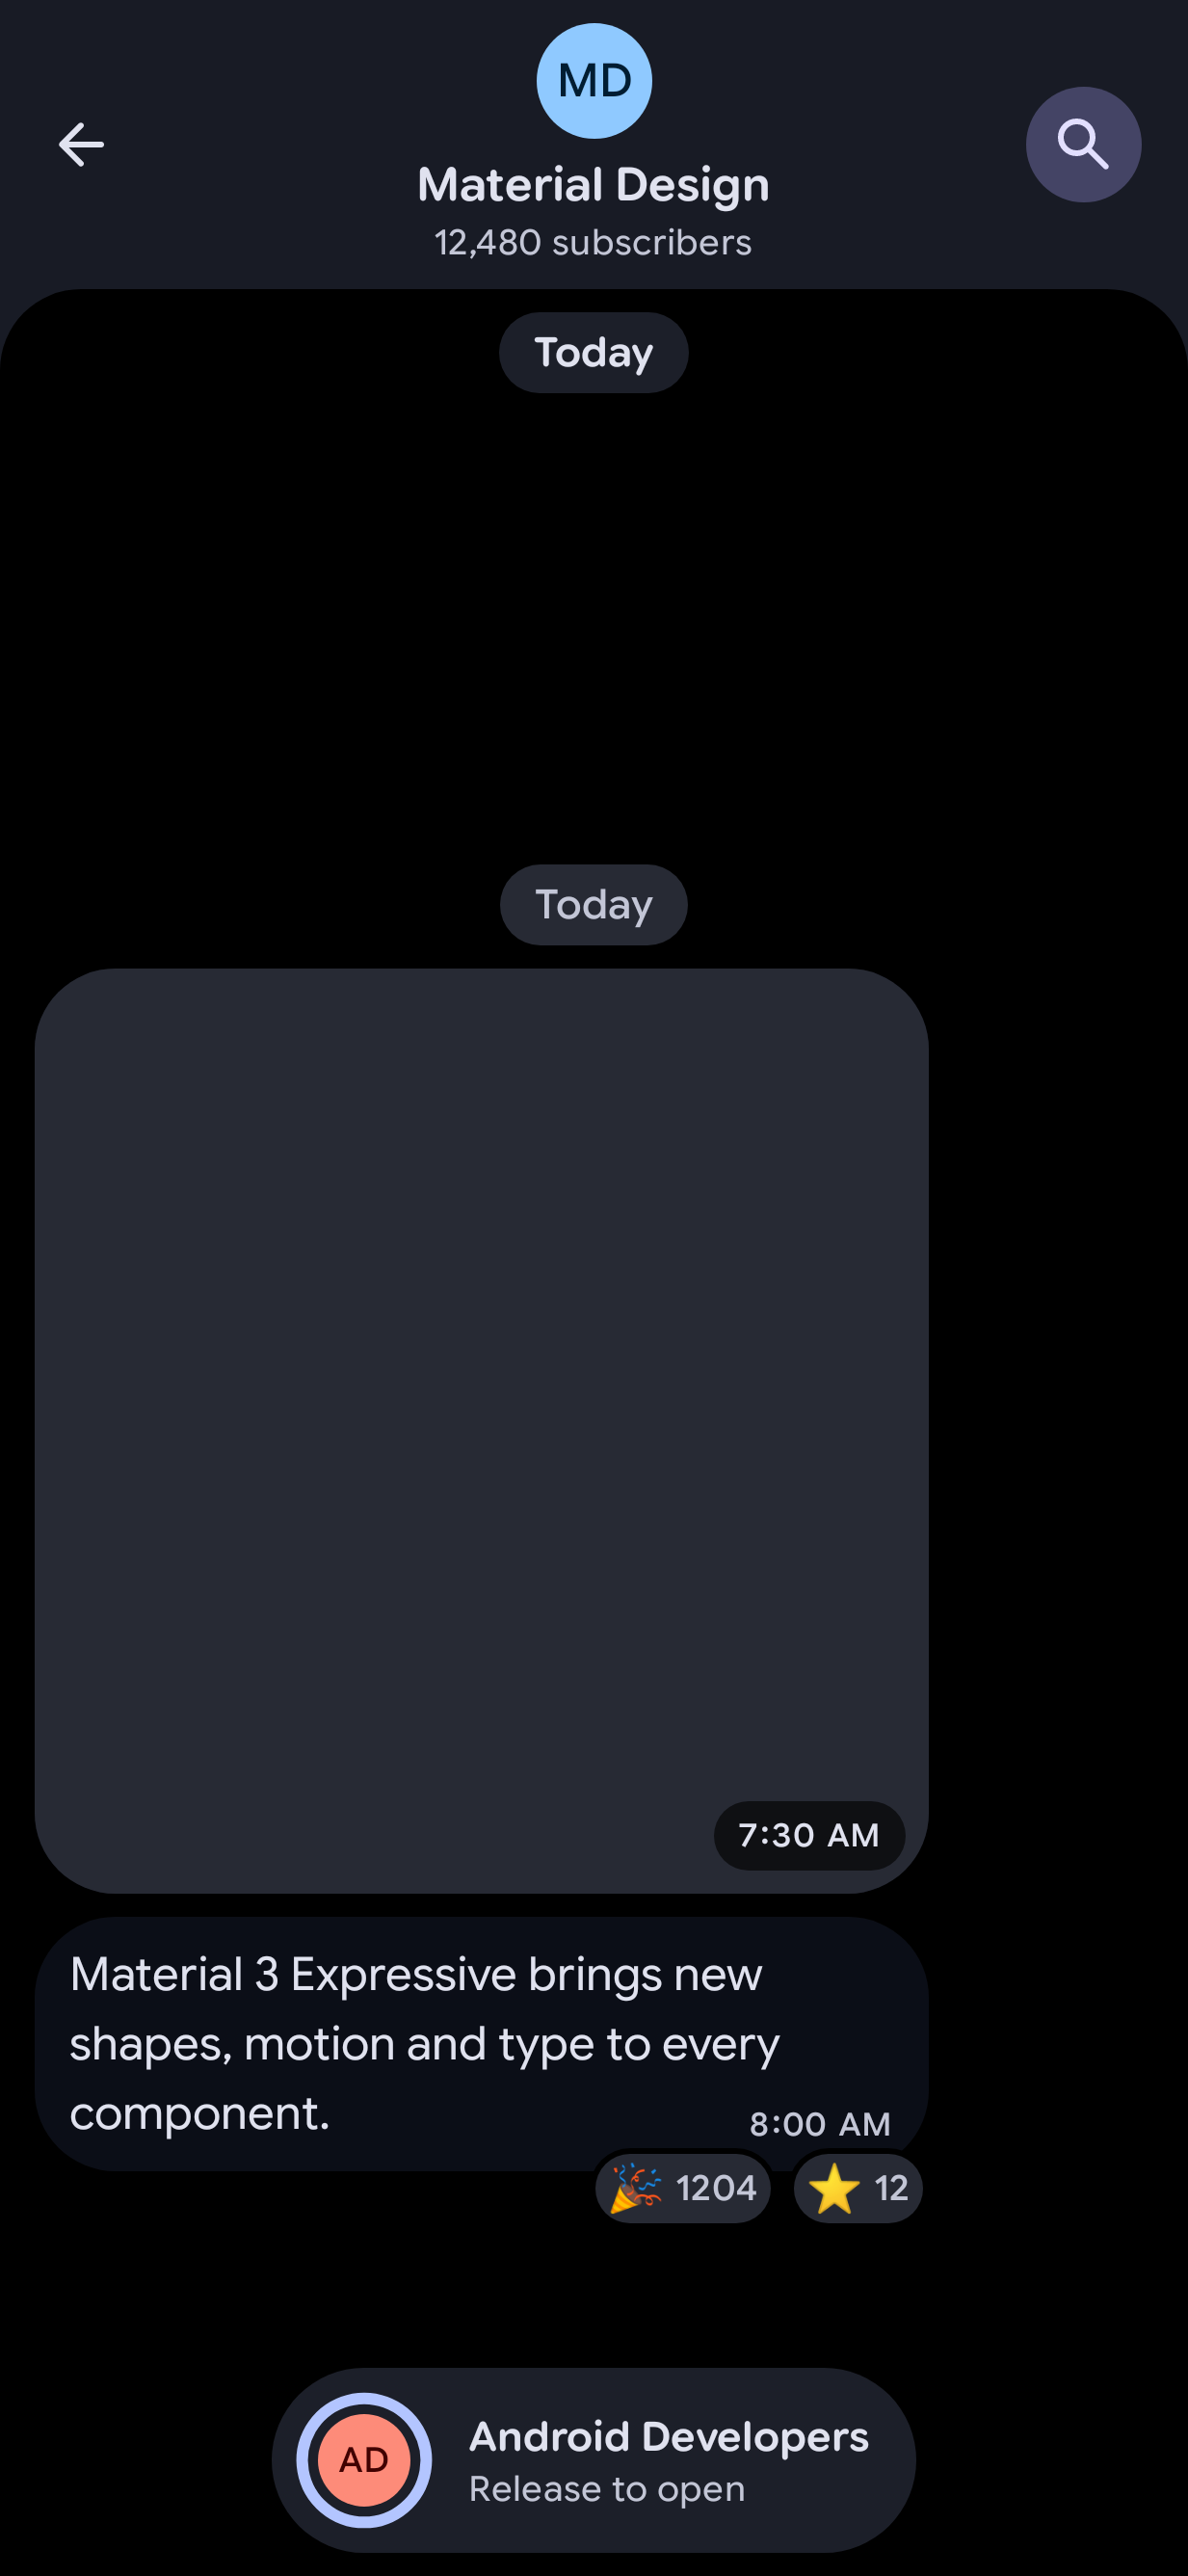 MD
Material Design
12,480 subscribers
Today
Today
7:30 AM
Material 3 Expressive brings new
shapes, motion and type to every
component.
8:00 AM
🎉 1204 ⭐ 12
AD
Android Developers
Release to open